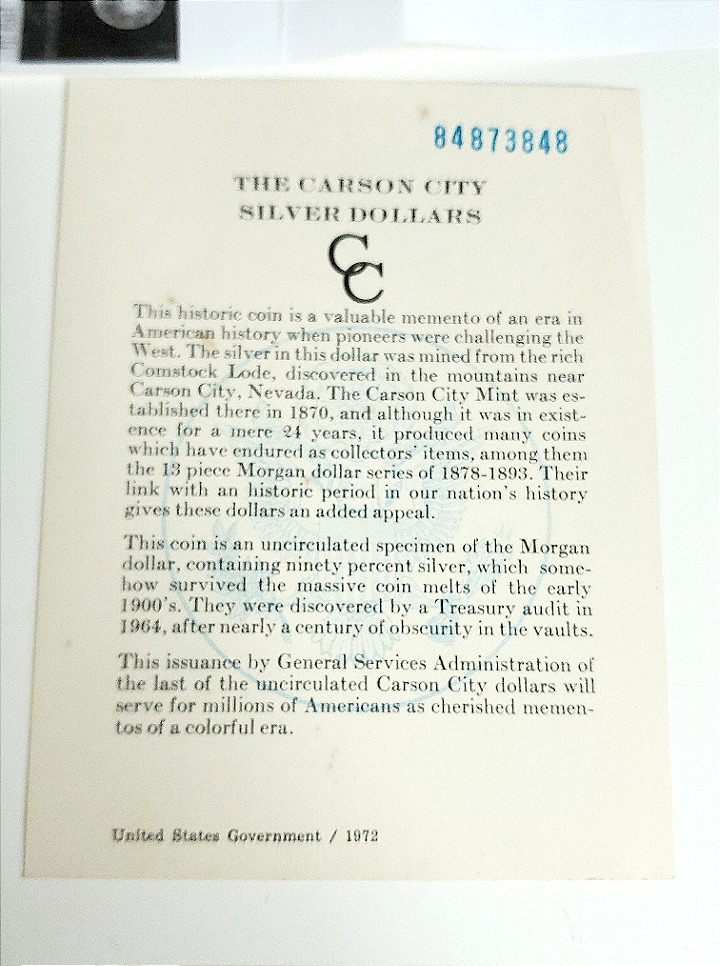 84873848
THE CARSON CITY
SILVER DOLLARS
CC
This historic coin is a valuable memento of an era in
American history when pioneers were challenging the
West. The silver in this dollar was mined from the rich
Comstock Lode, discovered in the mountains near
Carson City, Nevada. The Carson City Mint was es-
tablished there in 1870, and although it was in exist-
ence for a mere 24 years, it produced many coins
which have endured as collectors' items, among them
the 13 piece Morgan dollar series of 1878-1893. Their
link with an historic period in our nation's history
gives these dollars an added appeal.
This coin is an uncirculated specimen of the Morgan
dollar, containing ninety percent silver, which some-
how survived the massive coin melts of the early
1900's. They were discovered by a Treasury audit in
1964, after nearly a century of obscurity in the vaults.
This issuance by General Services Administration of
the last of the uncirculated Carson City dollars will
serve for millions of Americans as cherished memen-
tos of a colorful era.
United States Government / 1972